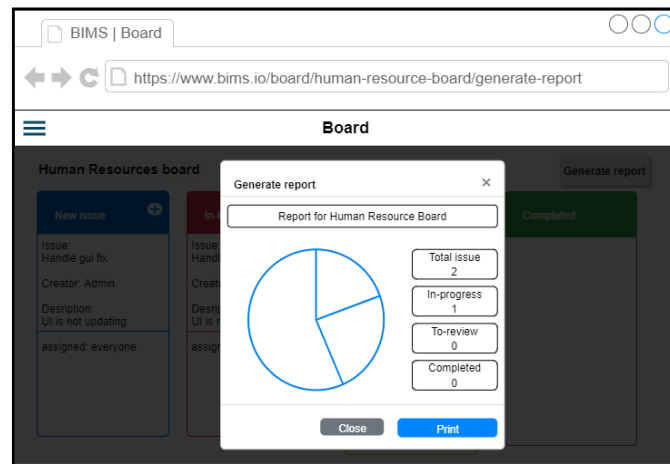 BIMS | Board
https://www.bims.io/board/human-resource-board/generate-report
Board
Human Resources board
Generate report
New issue
Issue:
Handle gui fix
Creator: Admin
Desription:
UI is not updating
assigned: everyone
Issue:
Completed
Generate report
×
Report for Human Resource Board
Total issue
2
In-progress
1
To-review
0
Completed
0
Close
Print